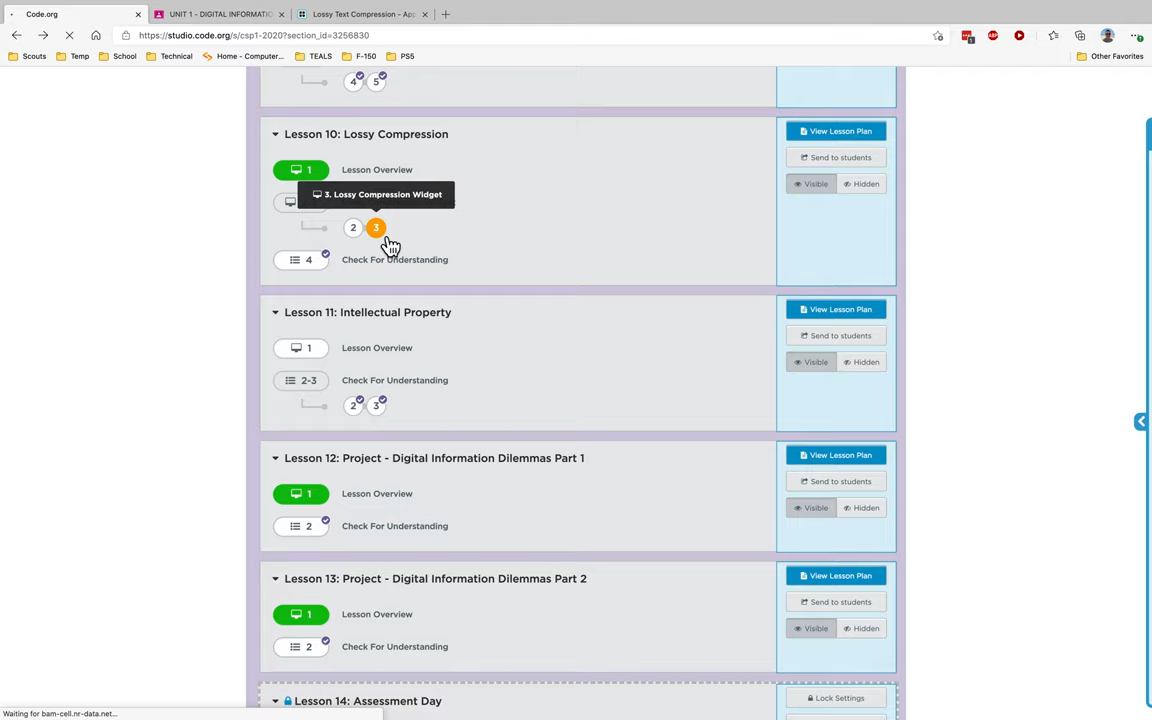 Code.org
UNIT 1 - DIGITAL INFORMATIO
Lossy Text Compression - App
https://studio.code.org/s/csp1-2020?section_id=3256830
Scouts
Temp
School
Technical
Home - Computer...
TEALS
F-150
PS5
Other Favorites
4
5
Lesson 10: Lossy Compression
View Lesson Plan
Send to students
Visible
Hidden
1
Lesson Overview
3. Lossy Compression Widget
2
3
4
Check For Understanding
Lesson 11: Intellectual Property
View Lesson Plan
Send to students
Visible
Hidden
1
Lesson Overview
2-3
Check For Understanding
2
3
Lesson 12: Project - Digital Information Dilemmas Part 1
View Lesson Plan
Send to students
Visible
Hidden
1
Lesson Overview
2
Check For Understanding
Lesson 13: Project - Digital Information Dilemmas Part 2
View Lesson Plan
Send to students
Visible
Hidden
1
Lesson Overview
2
Check For Understanding
Lesson 14: Assessment Day
Lock Settings
Waiting for bam-cell.nr-data.net...